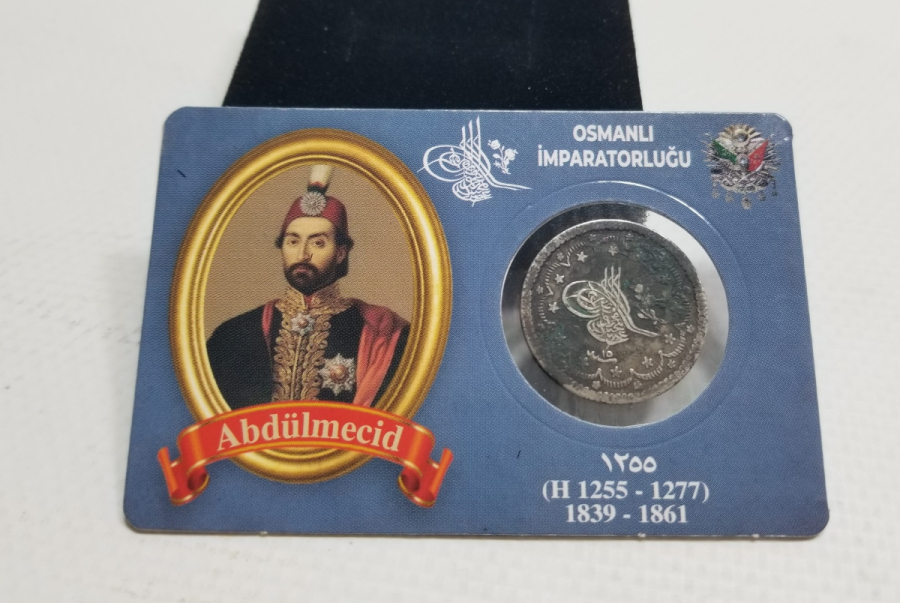 OSMANLI
İMPARATORLUĞU
Abdülmecid
١٢٥٥
(H 1255 - 1277)
1839 - 1861